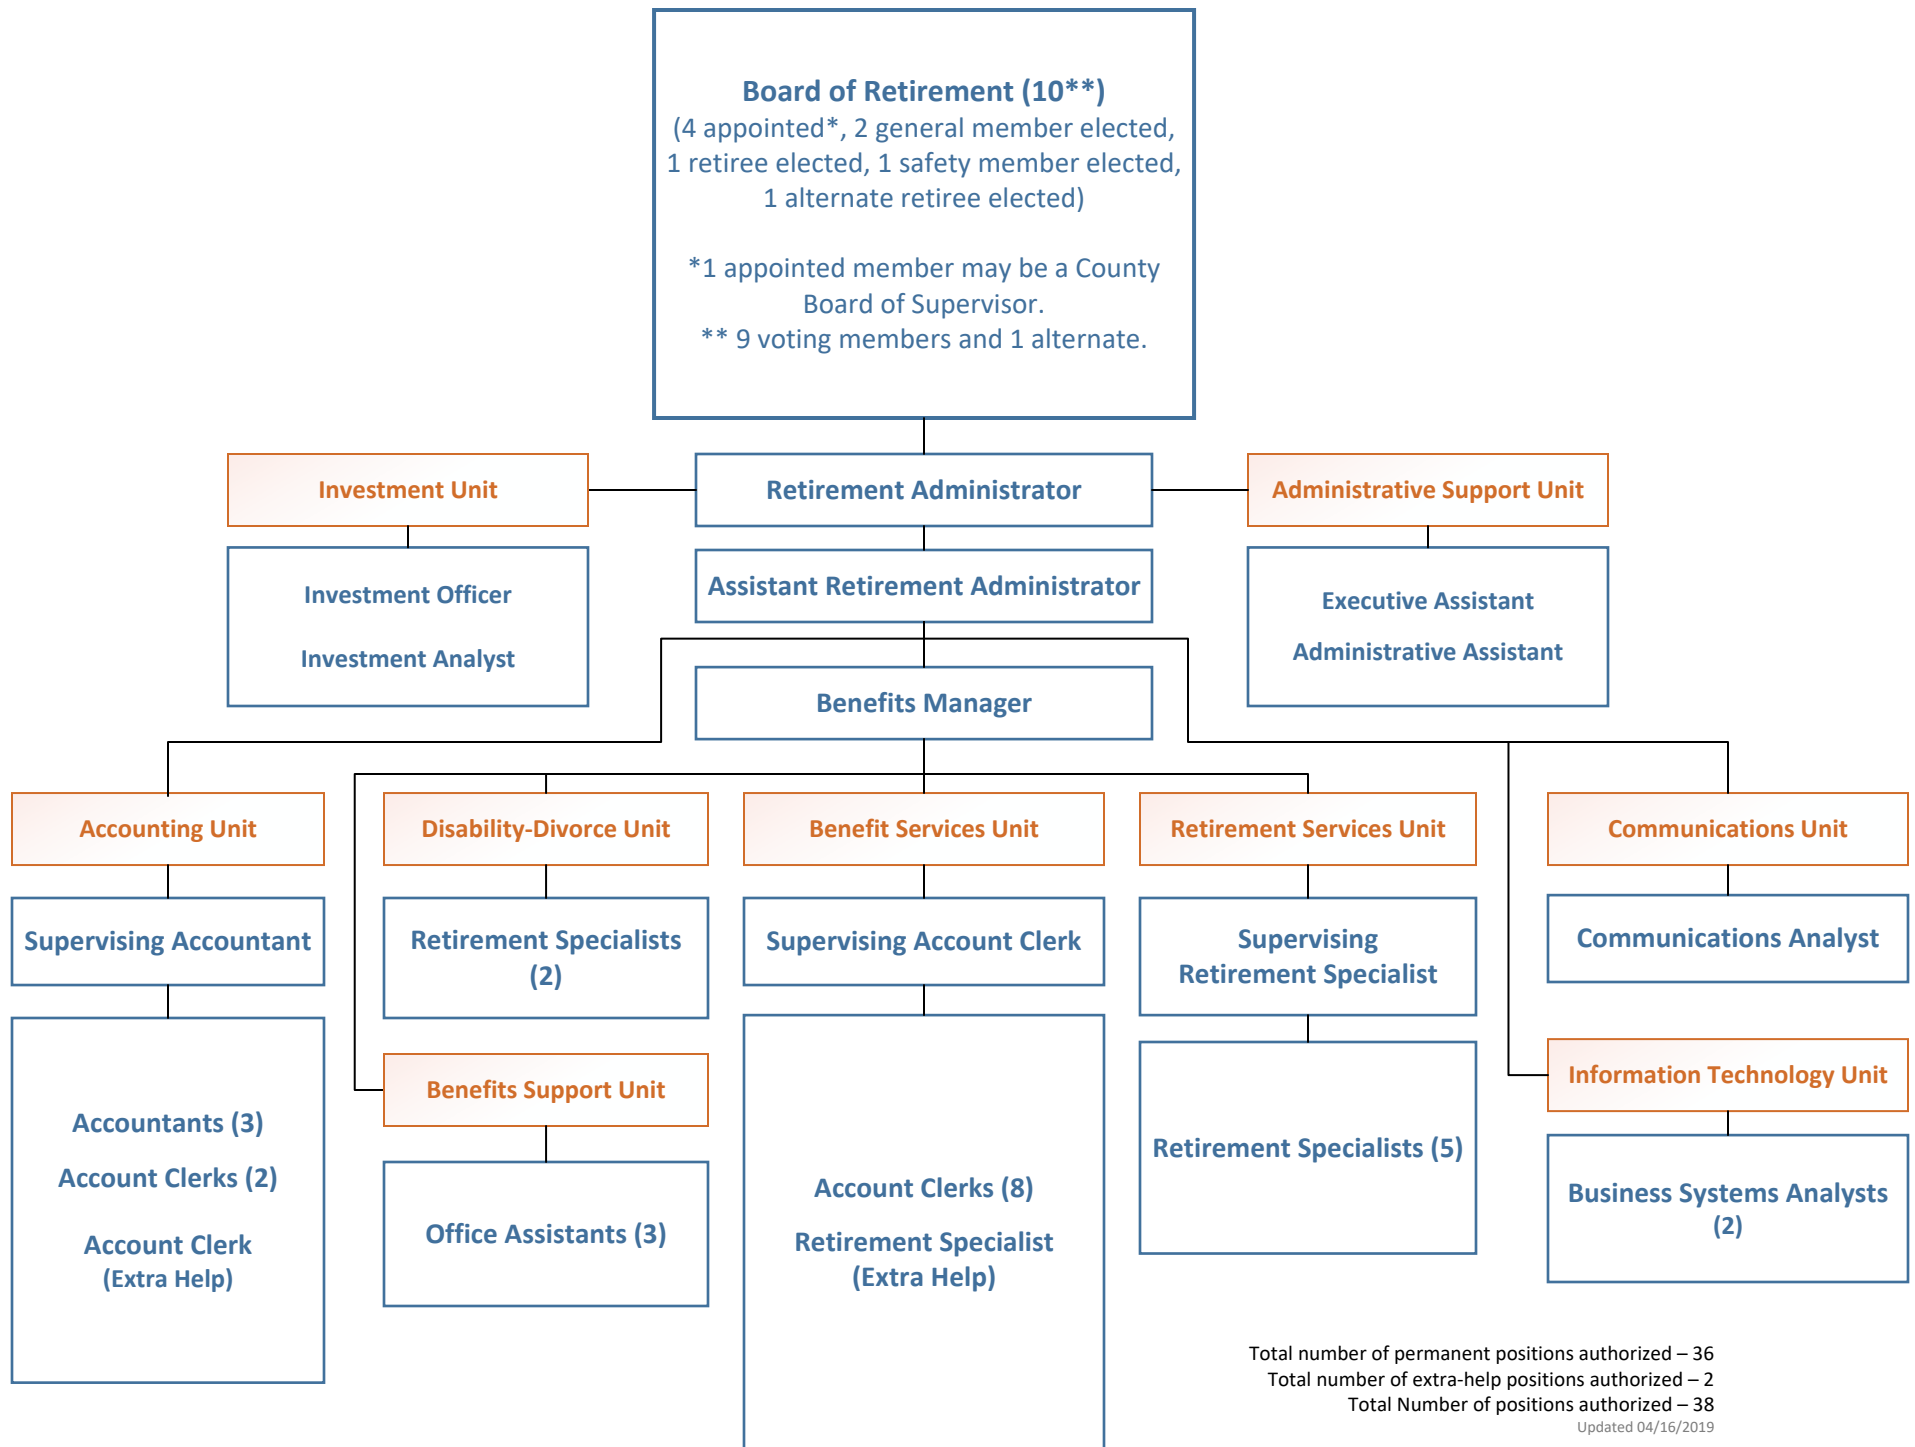 Board of Retirement (10**)
(4 appointed*, 2 general member elected,
1 retiree elected, 1 safety member elected,
1 alternate retiree elected)
*1 appointed member may be a County
Board of Supervisor.
** 9 voting members and 1 alternate.
Investment Unit
Retirement Administrator
Administrative Support Unit
Investment Officer
Investment Analyst
Assistant Retirement Administrator
Executive Assistant
Administrative Assistant
Benefits Manager
Accounting Unit
Disability-Divorce Unit
Benefit Services Unit
Retirement Services Unit
Communications Unit
Supervising Accountant
Retirement Specialists
(2)
Supervising Account Clerk
Supervising
Retirement Specialist
Communications Analyst
Benefits Support Unit
Information Technology Unit
Accountants (3)
Account Clerks (2)
Account Clerk
(Extra Help)
Office Assistants (3)
Account Clerks (8)
Retirement Specialist
(Extra Help)
Retirement Specialists (5)
Business Systems Analysts
(2)
Total number of permanent positions authorized – 36
Total number of extra-help positions authorized – 2
Total Number of positions authorized – 38
Updated 04/16/2019